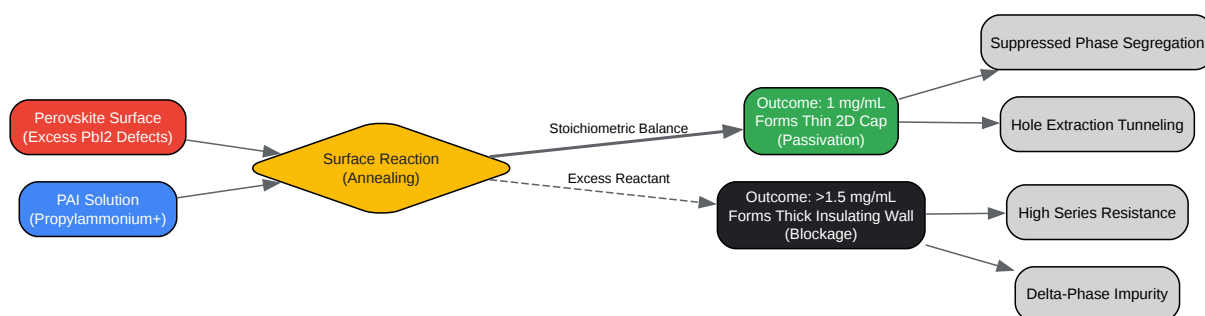 Perovskite Surface
(Excess PbI2 Defects)
PAI Solution
(Propylammonium+)
Surface Reaction
(Annealing)
Stoichiometric Balance
Excess Reactant
Outcome: 1 mg/mL
Forms Thin 2D Cap
(Passivation)
Outcome: >1.5 mg/mL
Forms Thick Insulating Wall
(Blockage)
Suppressed Phase Segregation
Hole Extraction Tunneling
High Series Resistance
Delta-Phase Impurity